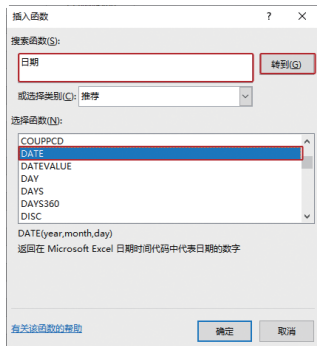 插入函数 ? ×
搜索函数(S):
日期
转到(G)
或选择类别(C): 推荐
选择函数(N):
COUPPCD
DATE
DATEVALUE
DAY
DAYS
DAYS360
DISC
DATE(year,month,day)
返回在 Microsoft Excel 日期时间代码中代表日期的数字
有关该函数的帮助
确定
取消